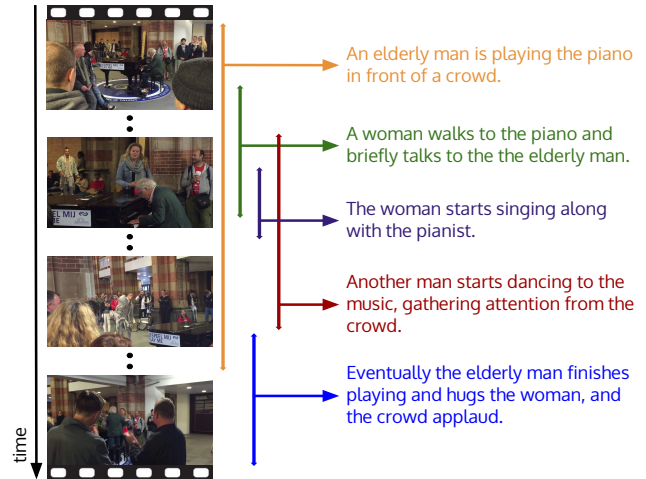 An elderly man is playing the piano
in front of a crowd.
A woman walks to the piano and
briefly talks to the the elderly man.
EL MIJ
The woman starts singing along
with the pianist.
Another man starts dancing to the
music, gathering attention from the
crowd.
Eventually the elderly man finishes
playing and hugs the woman, and
the crowd applaud.
time